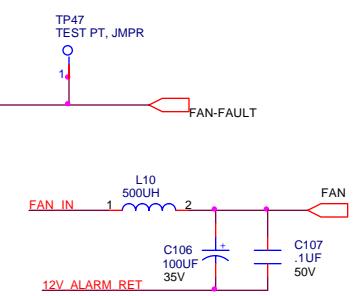 TP47
TEST PT, JMPR
1
FAN-FAULT
L10
500UH
FAN_IN 1 2 FAN
C106
100UF
35V
+
C107
.1UF
50V
12V_ALARM_RET